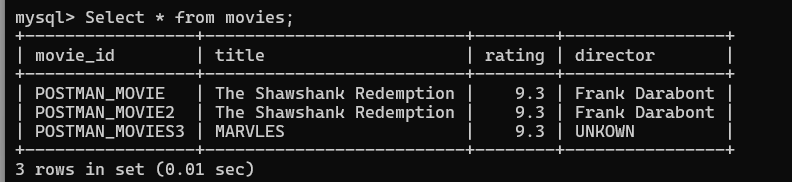 mysql> Select * from movies;
+-----------------+-------------------------+--------+----------------+
| movie_id        | title                   | rating | director       |
+-----------------+-------------------------+--------+----------------+
| POSTMAN_MOVIE   | The Shawshank Redemption |    9.3 | Frank Darabont |
| POSTMAN_MOVIE2  | The Shawshank Redemption |    9.3 | Frank Darabont |
| POSTMAN_MOVIES3 | MARVLES                 |    9.3 | UNKOWN         |
+-----------------+-------------------------+--------+----------------+
3 rows in set (0.01 sec)